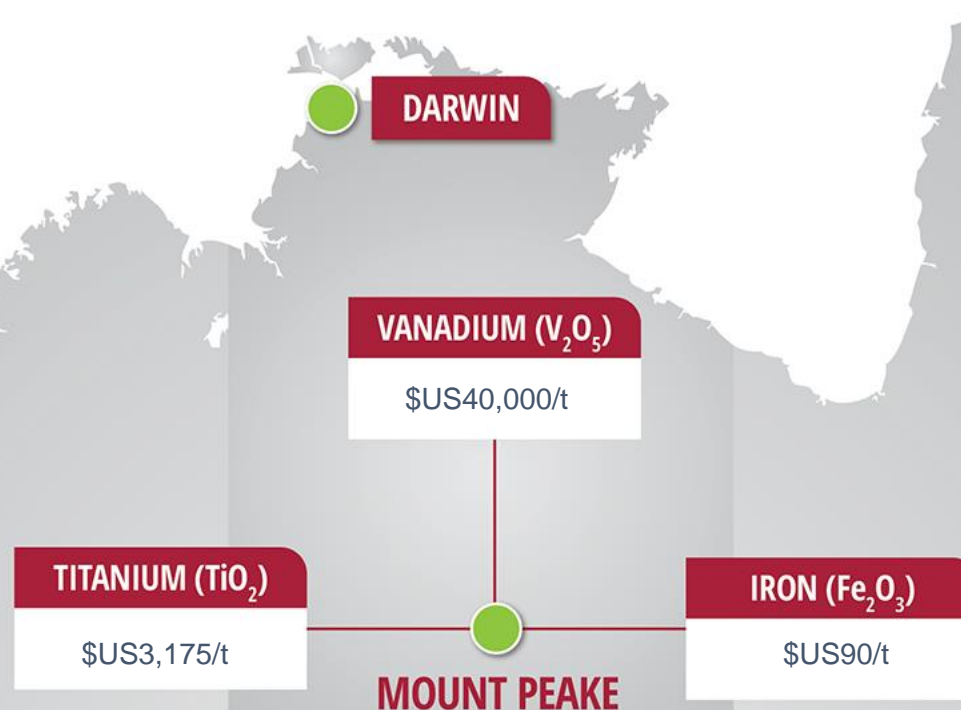 DARWIN
VANADIUM (V₂O₅)
$US40,000/t
TITANIUM (TiO₂)
$US3,175/t
IRON (Fe₂O₃)
$US90/t
MOUNT PEAKE